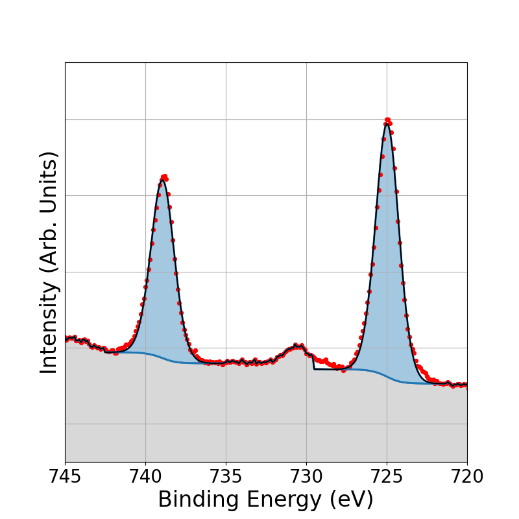 Intensity (Arb. Units)
745 740 735 730 725 720
Binding Energy (eV)